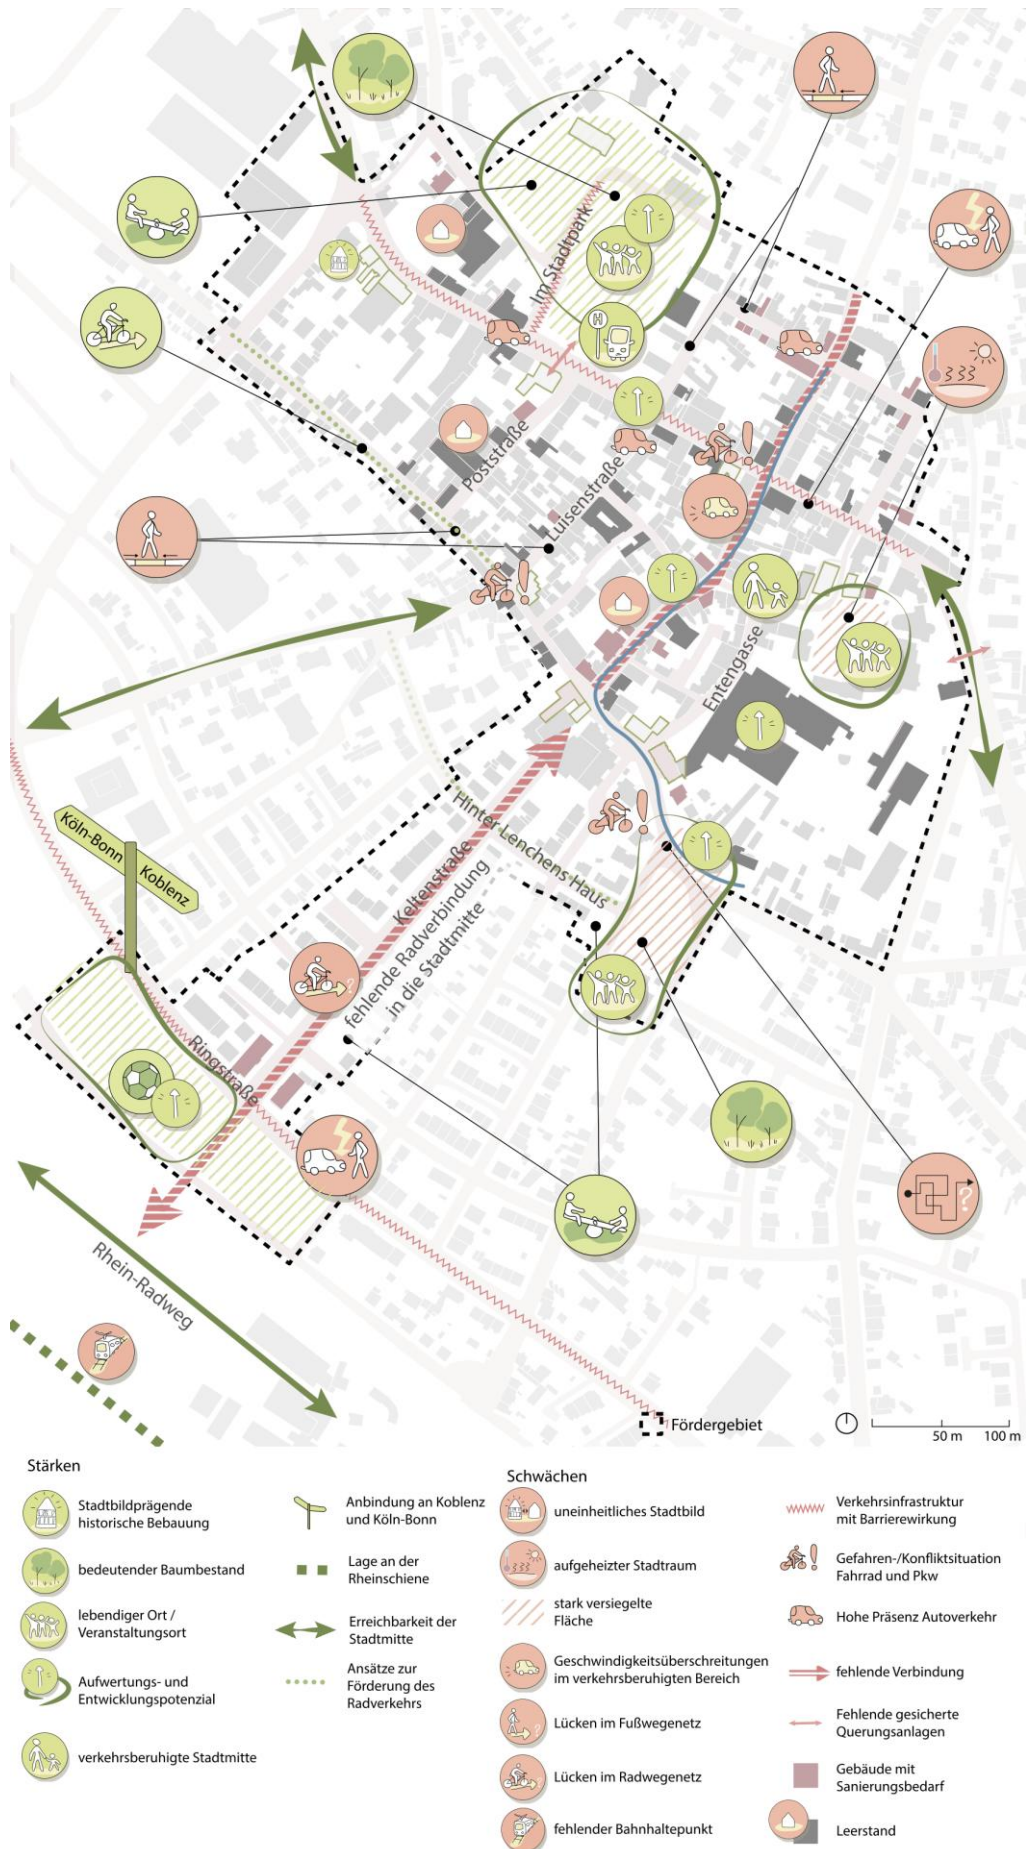 Im Stadtpark
Poststraße
Luisenstraße
Entengasse
Hinter Lenchens Haus
Köln-Bonn
Koblenz
Keltenstraße
fehlende Radverbindung
in die Stadtmitte
Ringstraße
Rhein-Radweg
Fördergebiet
50 m
100 m
Stärken
Stadtbildprägende
historische Bebauung
bedeutender Baumbestand
lebendiger Ort /
Veranstaltungsort
Aufwertungs- und
Entwicklungspotenzial
verkehrsberuhigte Stadtmitte
Anbindung an Koblenz
und Köln-Bonn
Lage an der
Rheinschiene
Erreichbarkeit der
Stadtmitte
Ansätze zur
Förderung des
Radverkehrs
Schwächen
uneinheitliches Stadtbild
aufgeheizter Stadtraum
stark versiegelte
Fläche
Geschwindigkeitsüberschreitungen
im verkehrsberuhigten Bereich
Lücken im Fußwegenetz
Lücken im Radwegenetz
fehlender Bahnhaltepunkt
Verkehrsinfrastruktur
mit Barrierewirkung
Gefahren-/Konfliktsituation
Fahrrad und Pkw
Hohe Präsenz Autoverkehr
fehlende Verbindung
Fehlende gesicherte
Querungsanlagen
Gebäude mit
Sanierungsbedarf
Leerstand